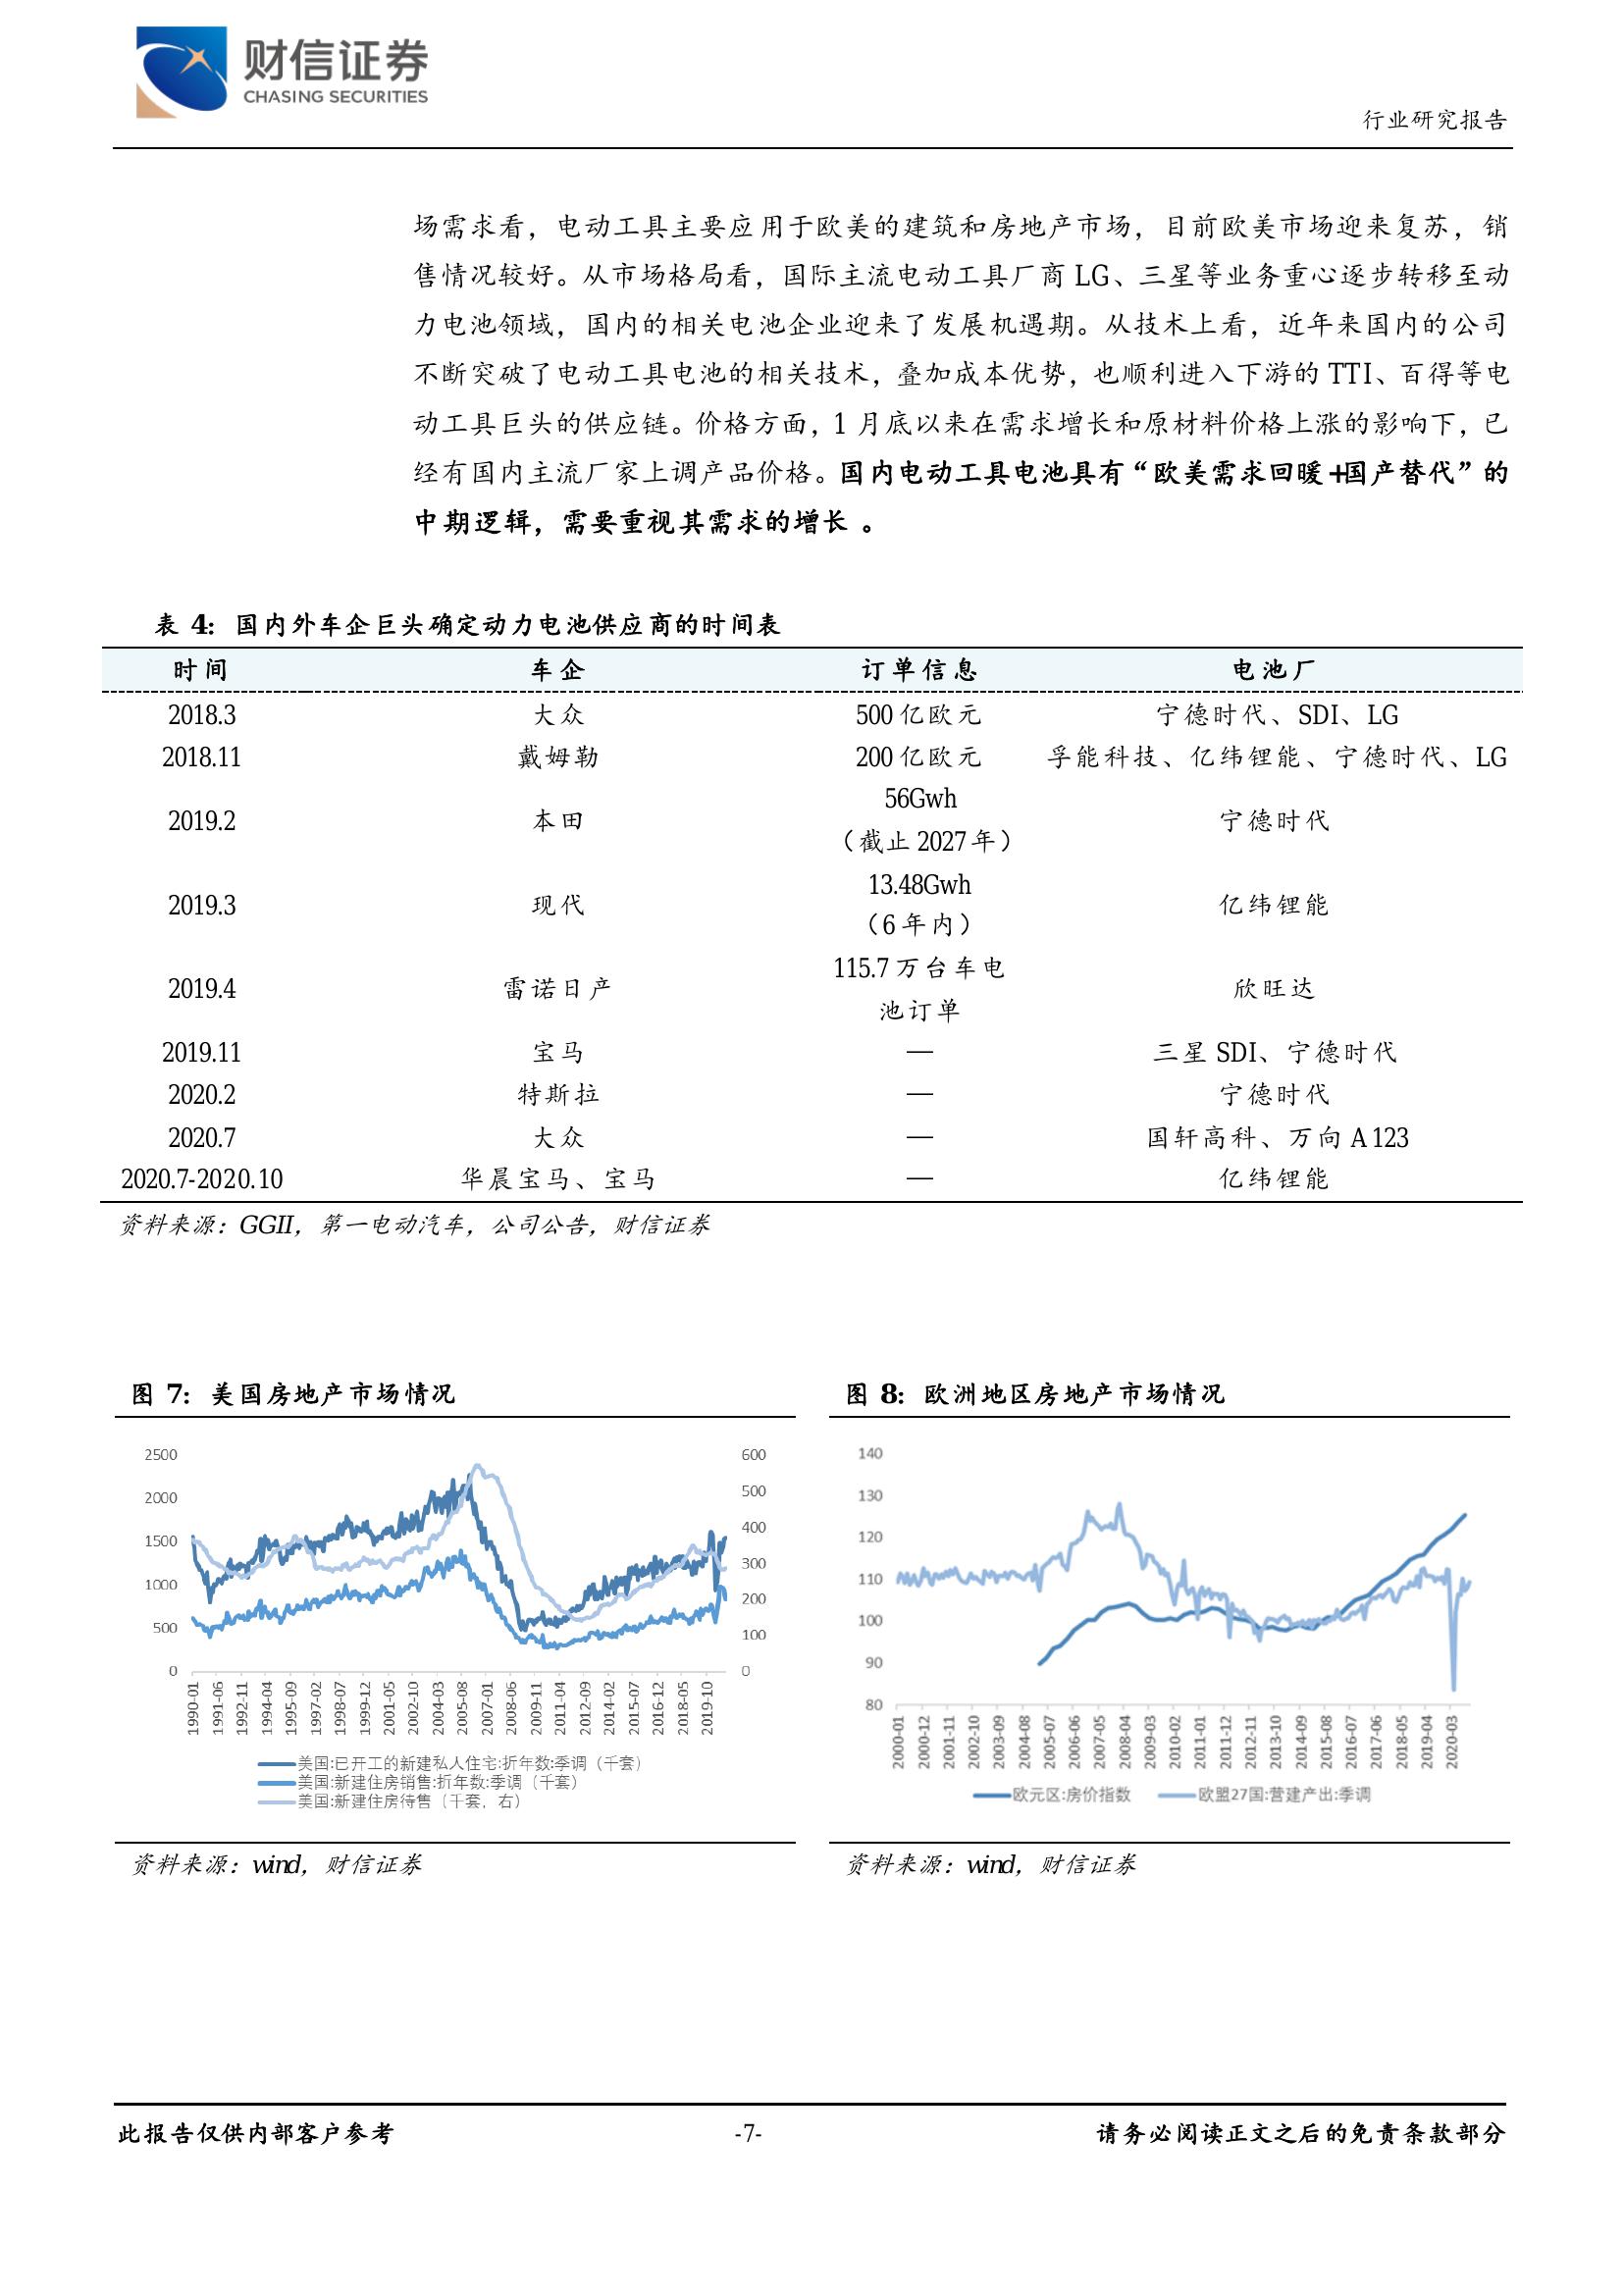 财信证券
CHASING SECURITIES
行业研究报告
场需求看，电动工具主要应用于欧美的建筑和房地产市场，目前欧美市场迎来复苏，销
售情况较好。从市场格局看，国际主流电动工具厂商 LG、三星等业务重心逐步转移至动
力电池领域，国内的相关电池企业迎来了发展机遇期。从技术上看，近年来国内的公司
不断突破了电动工具电池的相关技术，叠加成本优势，也顺利进入下游的 TTI、百得等电
动工具巨头的供应链。价格方面，1 月底以来在需求增长和原材料价格上涨的影响下，已
经有国内主流厂家上调产品价格。国内电动工具电池具有“欧美需求回暖+国产替代”的
中期逻辑，需要重视其需求的增长 。
表 4：国内外车企巨头确定动力电池供应商的时间表
时间 车企 订单信息 电池厂
2018.3 大众 500 亿欧元 宁德时代、SDI、LG
2018.11 戴姆勒 200 亿欧元 孚能科技、亿纬锂能、宁德时代、LG
2019.2 本田 56Gwh
（截止 2027 年） 宁德时代
2019.3 现代 13.48Gwh
（6 年内） 亿纬锂能
2019.4 雷诺日产 115.7 万台车电
池订单 欣旺达
2019.11 宝马 — 三星 SDI、宁德时代
2020.2 特斯拉 — 宁德时代
2020.7 大众 — 国轩高科、万向 A123
2020.7-2020.10 华晨宝马、宝马 — 亿纬锂能
资料来源：GGII，第一电动汽车，公司公告，财信证券
图 7：美国房地产市场情况
2500
2000
1500
1000
500
0
600
500
400
300
200
100
0
1990-01
1991-06
1992-11
1994-04
1995-09
1997-02
1998-07
1999-12
2001-05
2002-10
2004-03
2005-08
2007-01
2008-06
2009-11
2011-04
2012-09
2014-02
2015-07
2016-12
2018-05
2019-10
美国:已开工的新建私人住宅:折年数:季调（千套）
美国:新建住房销售:折年数:季调（千套）
美国:新建住房待售（千套，右）
资料来源：wind，财信证券
图 8：欧洲地区房地产市场情况
140
130
120
110
100
90
80
2000-01
2000-12
2001-11
2002-10
2003-09
2004-08
2005-07
2006-06
2007-05
2008-04
2009-03
2010-02
2011-01
2011-12
2012-11
2013-10
2014-09
2015-08
2016-07
2017-06
2018-05
2019-04
2020-03
欧元区:房价指数
欧盟27国:营建产出:季调
资料来源：wind，财信证券
此报告仅供内部客户参考
-7-
请务必阅读正文之后的免责条款部分